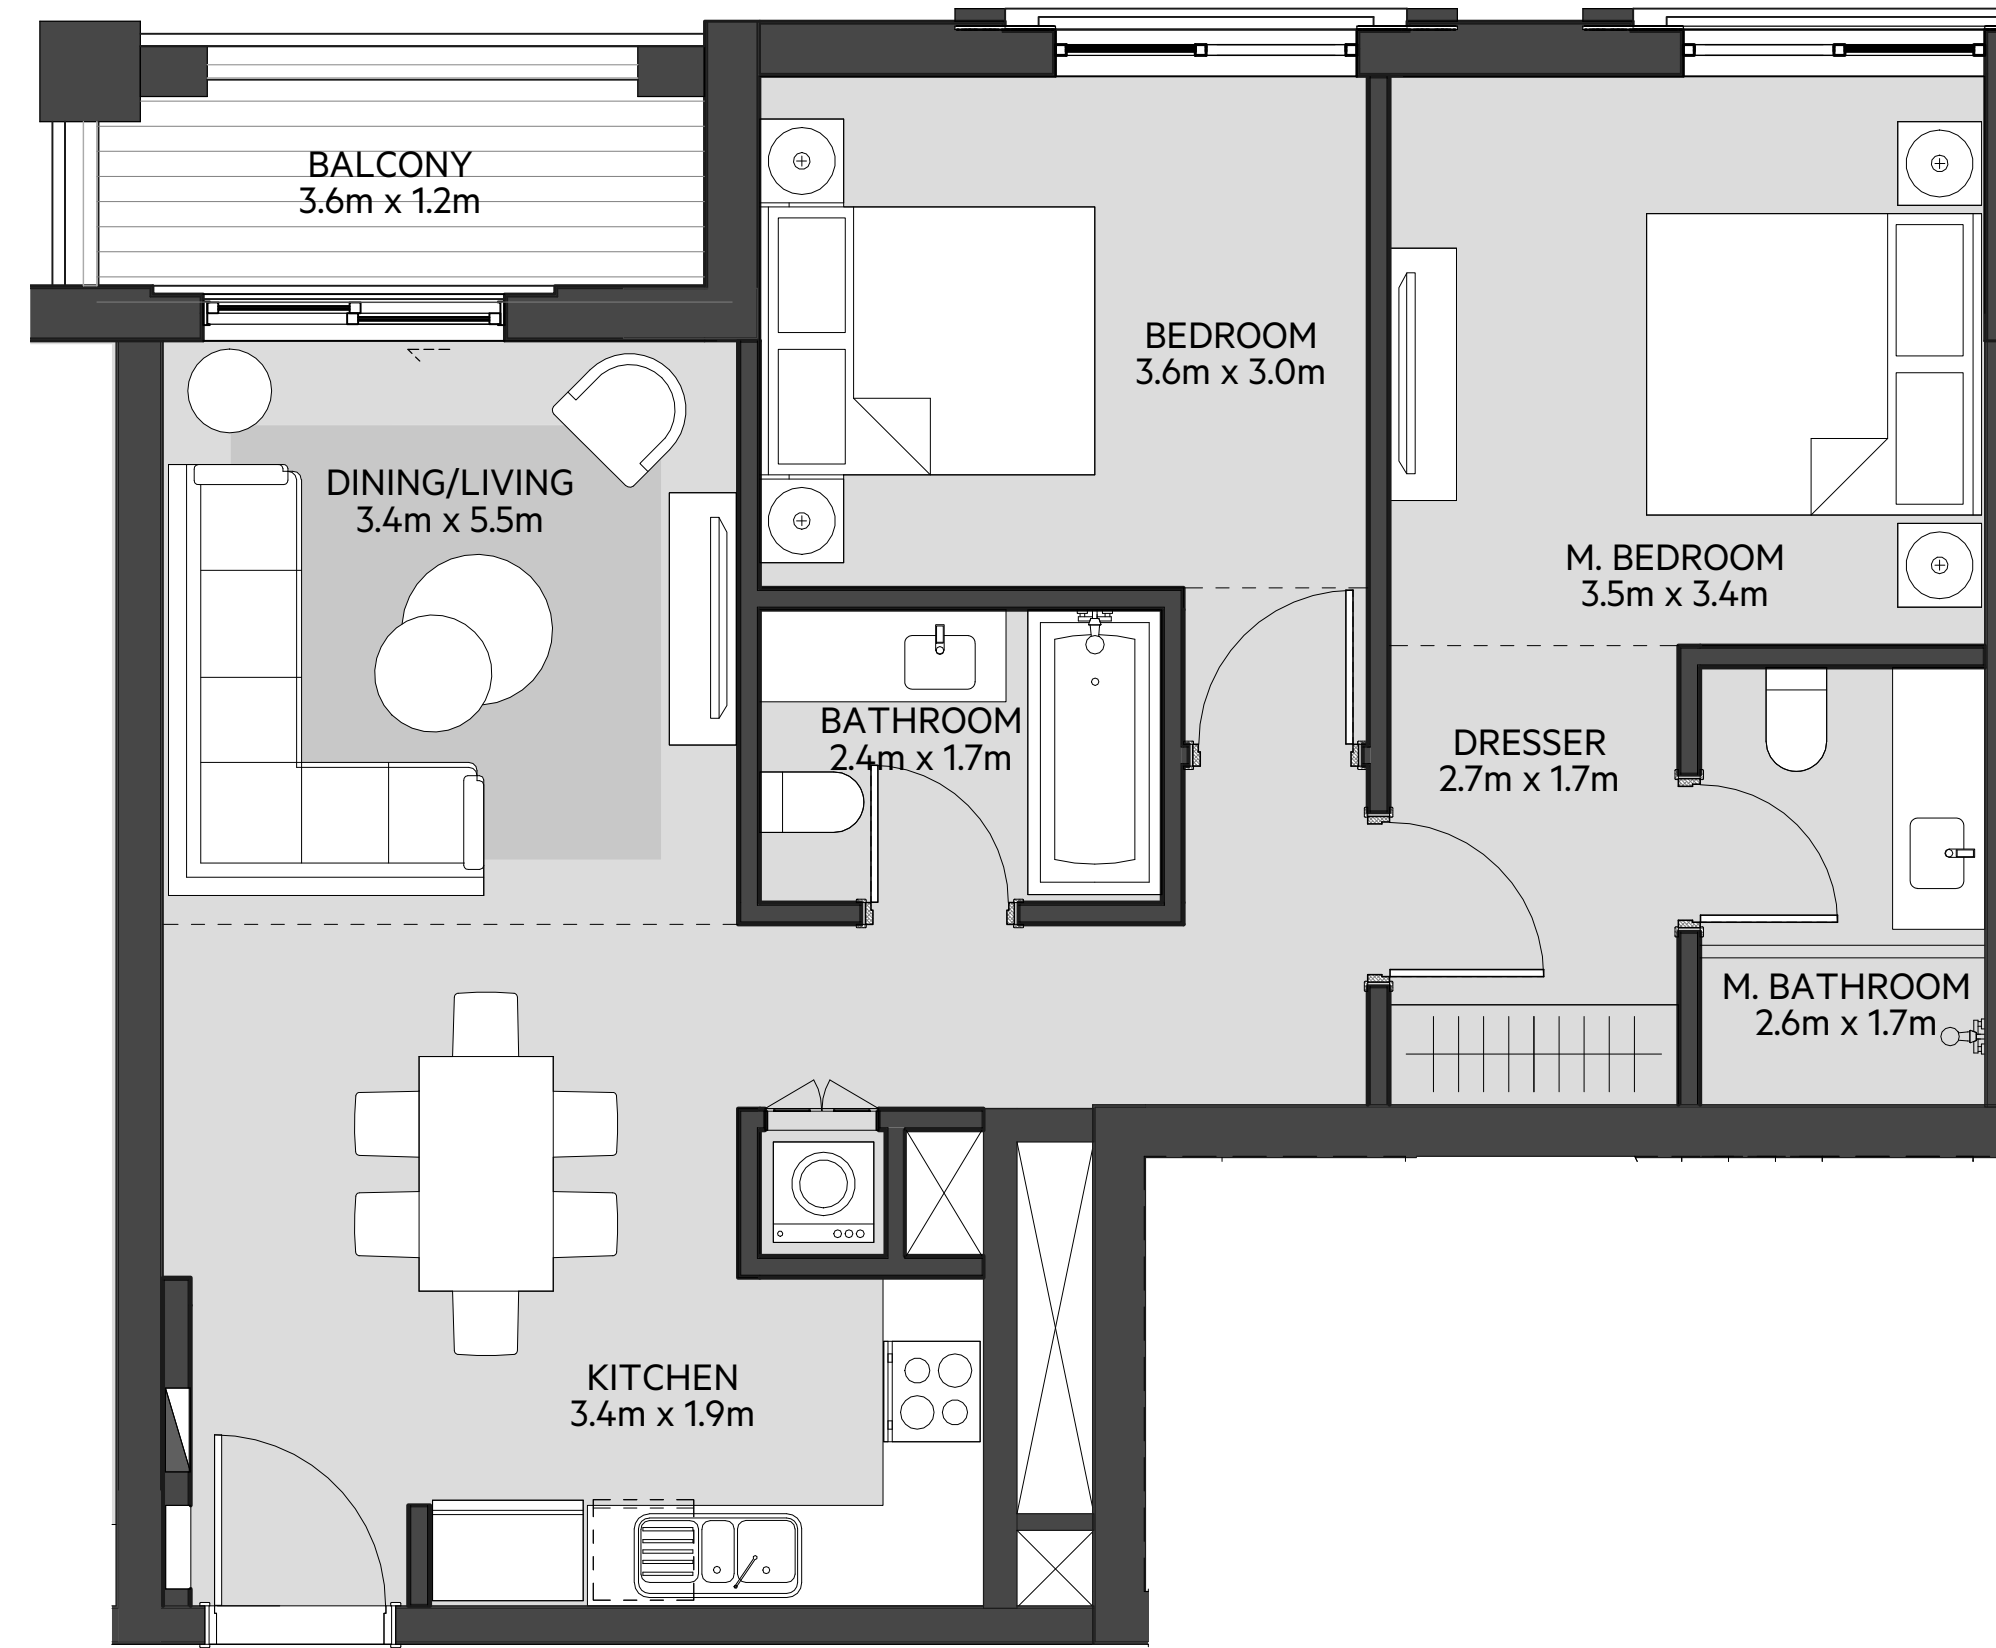 BALCONY
3.6m x 1.2m
BEDROOM
3.6m x 3.0m
DINING/LIVING
3.4m x 5.5m
M. BEDROOM
3.5m x 3.4m
BATHROOM
2.4m x 1.7m
DRESSER
2.7m x 1.7m
M. BATHROOM
2.6m x 1.7m
KITCHEN
3.4m x 1.9m